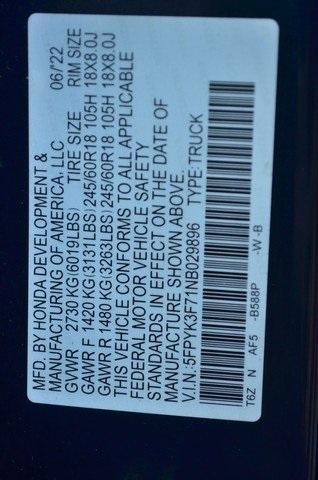 MFD. BY HONDA DEVELOPMENT &
MANUFACTURING OF AMERICA, LLC 06/'22
GVWR 2730 KG(6019LBS) TIRE SIZE RIM SIZE
GAWR F 1420 KG(3131LBS)245/60R18 105H 18X8.0J
GAWR R 1480 KG(3263LBS)245/60R18 105H 18X8.0J
THIS VEHICLE CONFORMS TO ALL APPLICABLE
FEDERAL MOTOR VEHICLE SAFETY
STANDARDS IN EFFECT ON THE DATE OF
MANUFACTURE SHOWN ABOVE.
V.I.N.:5FPYK3F71NB029896 TYPE:TRUCK
T6Z N AF5 -B588P -W -B